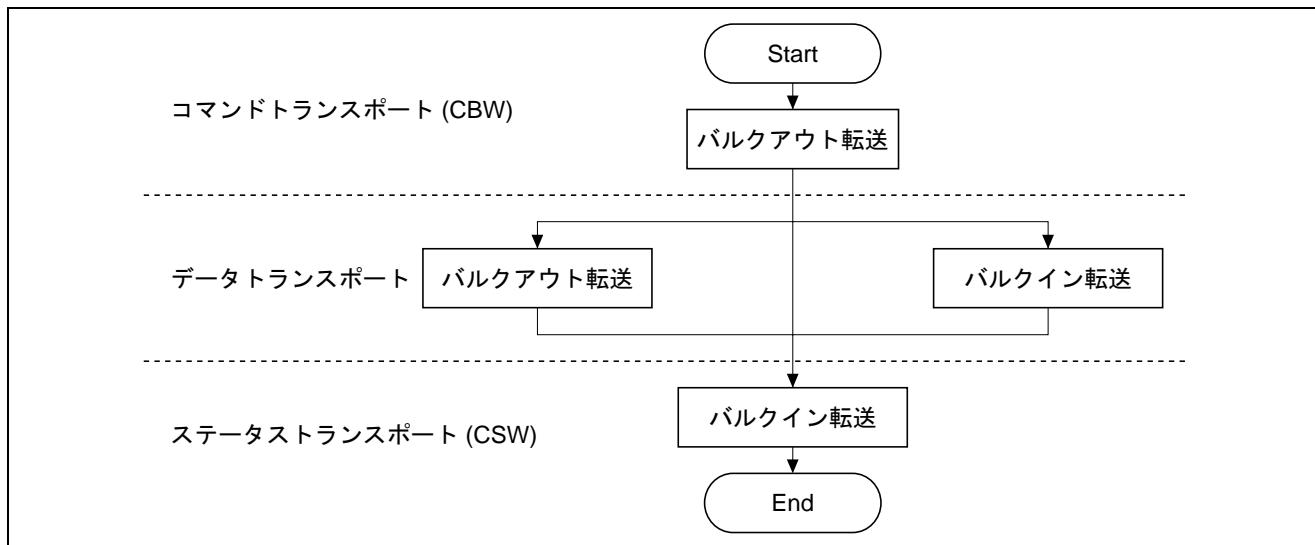 Start
コマンドトランスポート (CBW)
バルクアウト転送
データトランスポート
バルクアウト転送
バルクイン転送
バルクイン転送
ステータストランスポート (CSW)
End